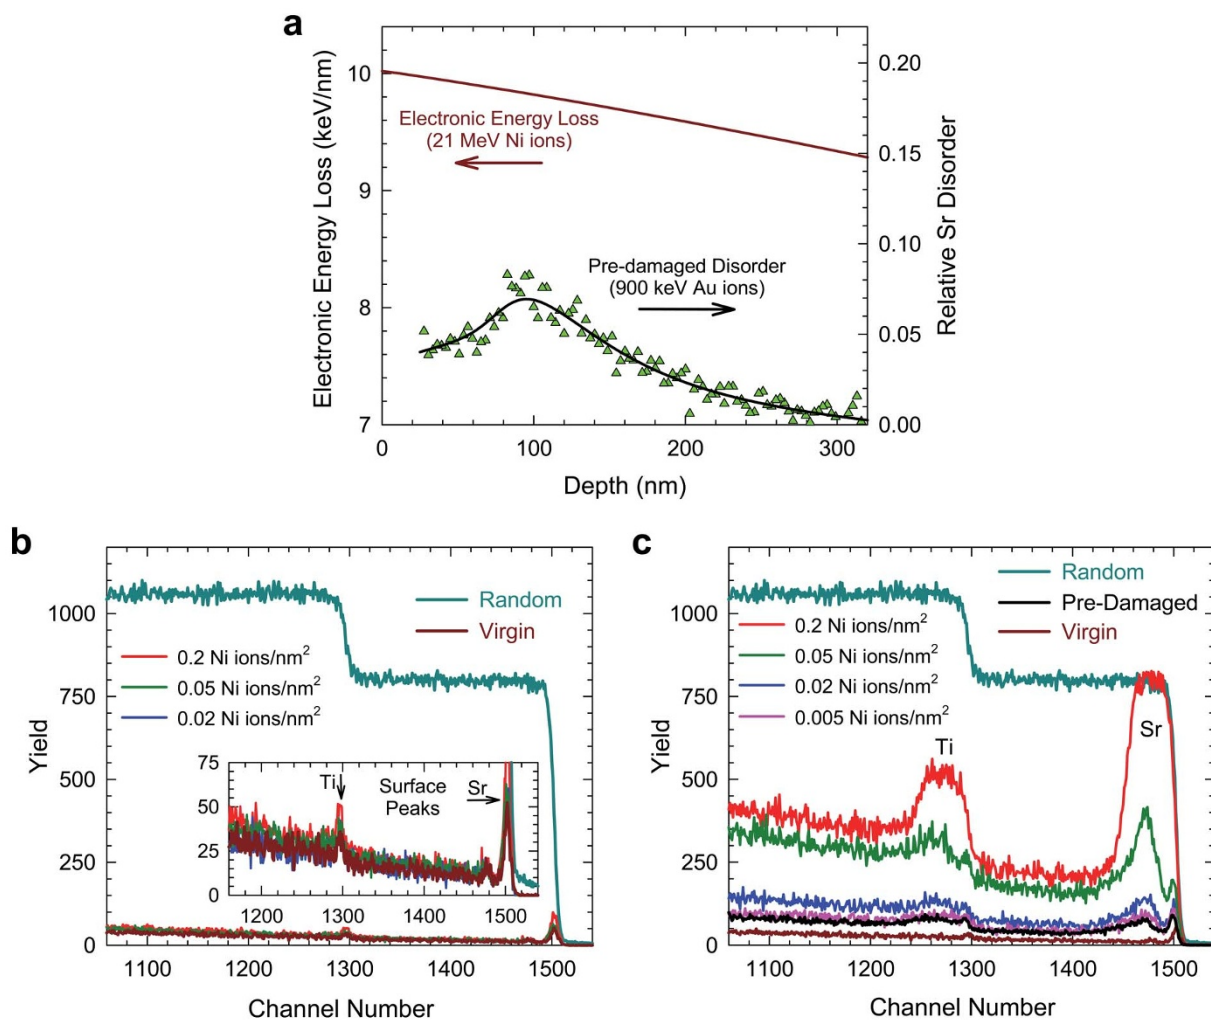 a
Electronic Energy Loss (keV/nm)
10
9
8
7
Electronic Energy Loss
(21 MeV Ni ions)
Pre-damaged Disorder
(900 keV Au ions)
0.20
0.15
0.10
0.05
0.00
Relative Sr Disorder
0
100
200
300
Depth (nm)
b
Yield
1000
750
500
250
0
Random
Virgin
0.2 Ni ions/nm²
0.05 Ni ions/nm²
0.02 Ni ions/nm²
75
50
25
0
Ti
Surface
Peaks
Sr
1200
1300
1400
1500
1100
1200
1300
1400
1500
Channel Number
c
Yield
1000
750
500
250
0
Random
Pre-Damaged
Virgin
0.2 Ni ions/nm²
0.05 Ni ions/nm²
0.02 Ni ions/nm²
0.005 Ni ions/nm²
Ti
Sr
1100
1200
1300
1400
1500
Channel Number